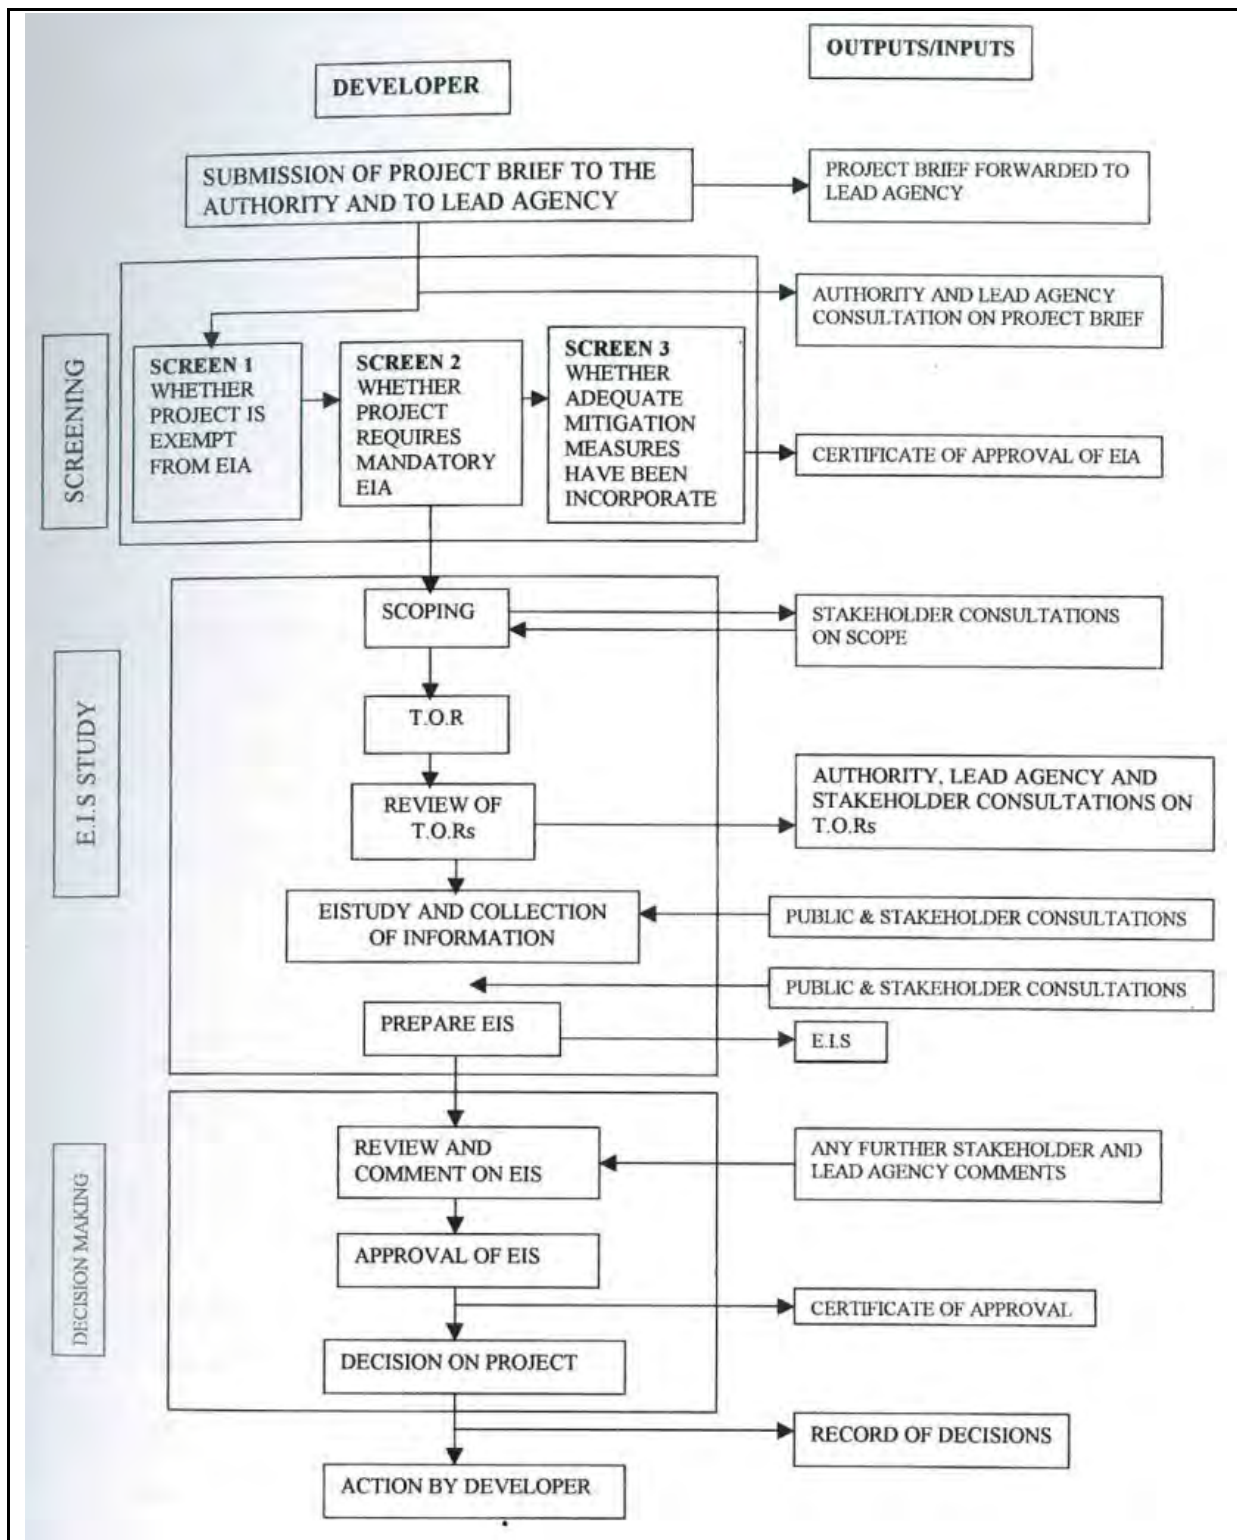 OUTPUTS/INPUTS
DEVELOPER
SUBMISSION OF PROJECT BRIEF TO THE
AUTHORITY AND TO LEAD AGENCY
PROJECT BRIEF FORWARDED TO
LEAD AGENCY
AUTHORITY AND LEAD AGENCY
CONSULTATION ON PROJECT BRIEF
SCREENING
SCREEN 1
WHETHER
PROJECT IS
EXEMPT
FROM EIA
SCREEN 2
WHETHER
PROJECT
REQUIRES
MANDATORY
EIA
SCREEN 3
WHETHER
ADEQUATE
MITIGATION
MEASURES
HAVE BEEN
INCORPORATE
CERTIFICATE OF APPROVAL OF EIA
E.I.S STUDY
SCOPING
STAKEHOLDER CONSULTATIONS
ON SCOPE
T.O.R
REVIEW OF
T.O.Rs
AUTHORITY, LEAD AGENCY AND
STAKEHOLDER CONSULTATIONS ON
T.O.Rs
EISTUDY AND COLLECTION
OF INFORMATION
PUBLIC & STAKEHOLDER CONSULTATIONS
PUBLIC & STAKEHOLDER CONSULTATIONS
PREPARE EIS
E.I.S
DECISION MAKING
REVIEW AND
COMMENT ON EIS
ANY FURTHER STAKEHOLDER AND
LEAD AGENCY COMMENTS
APPROVAL OF EIS
CERTIFICATE OF APPROVAL
DECISION ON PROJECT
RECORD OF DECISIONS
ACTION BY DEVELOPER